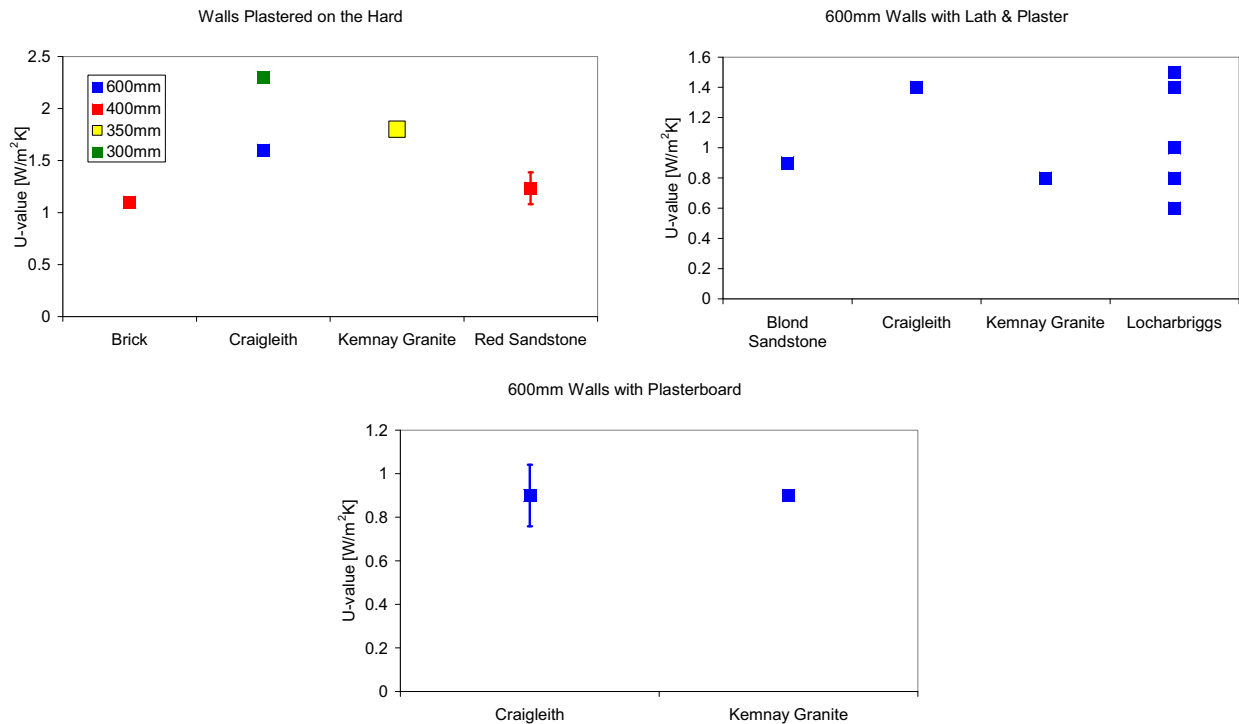 Walls Plastered on the Hard
U-value [W/m²K]
2.5
2
1.5
1
0.5
0
600mm
400mm
350mm
300mm
Brick
Craigleith
Kemnay Granite
Red Sandstone
600mm Walls with Lath & Plaster
U-value [W/m²K]
1.6
1.4
1.2
1
0.8
0.6
0.4
0.2
0
Blond
Sandstone
Craigleith
Kemnay Granite
Locharbriggs
600mm Walls with Plasterboard
U-value [W/m²K]
1.2
1
0.8
0.6
0.4
0.2
0
Craigleith
Kemnay Granite